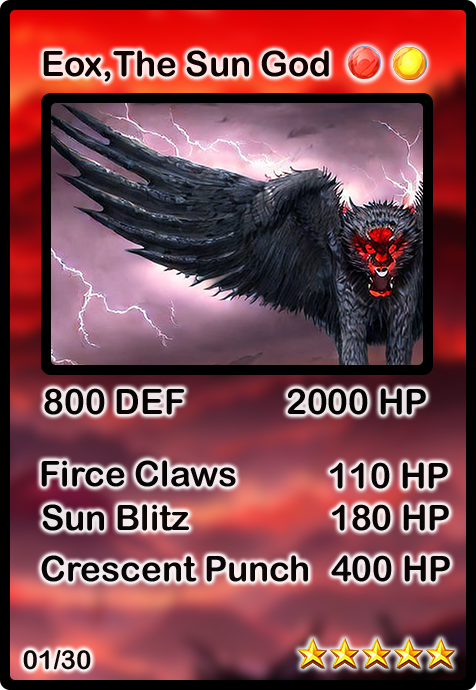 Eox,The Sun God
800 DEF 2000 HP
Firce Claws 110 HP
Sun Blitz 180 HP
Crescent Punch 400 HP
01/30